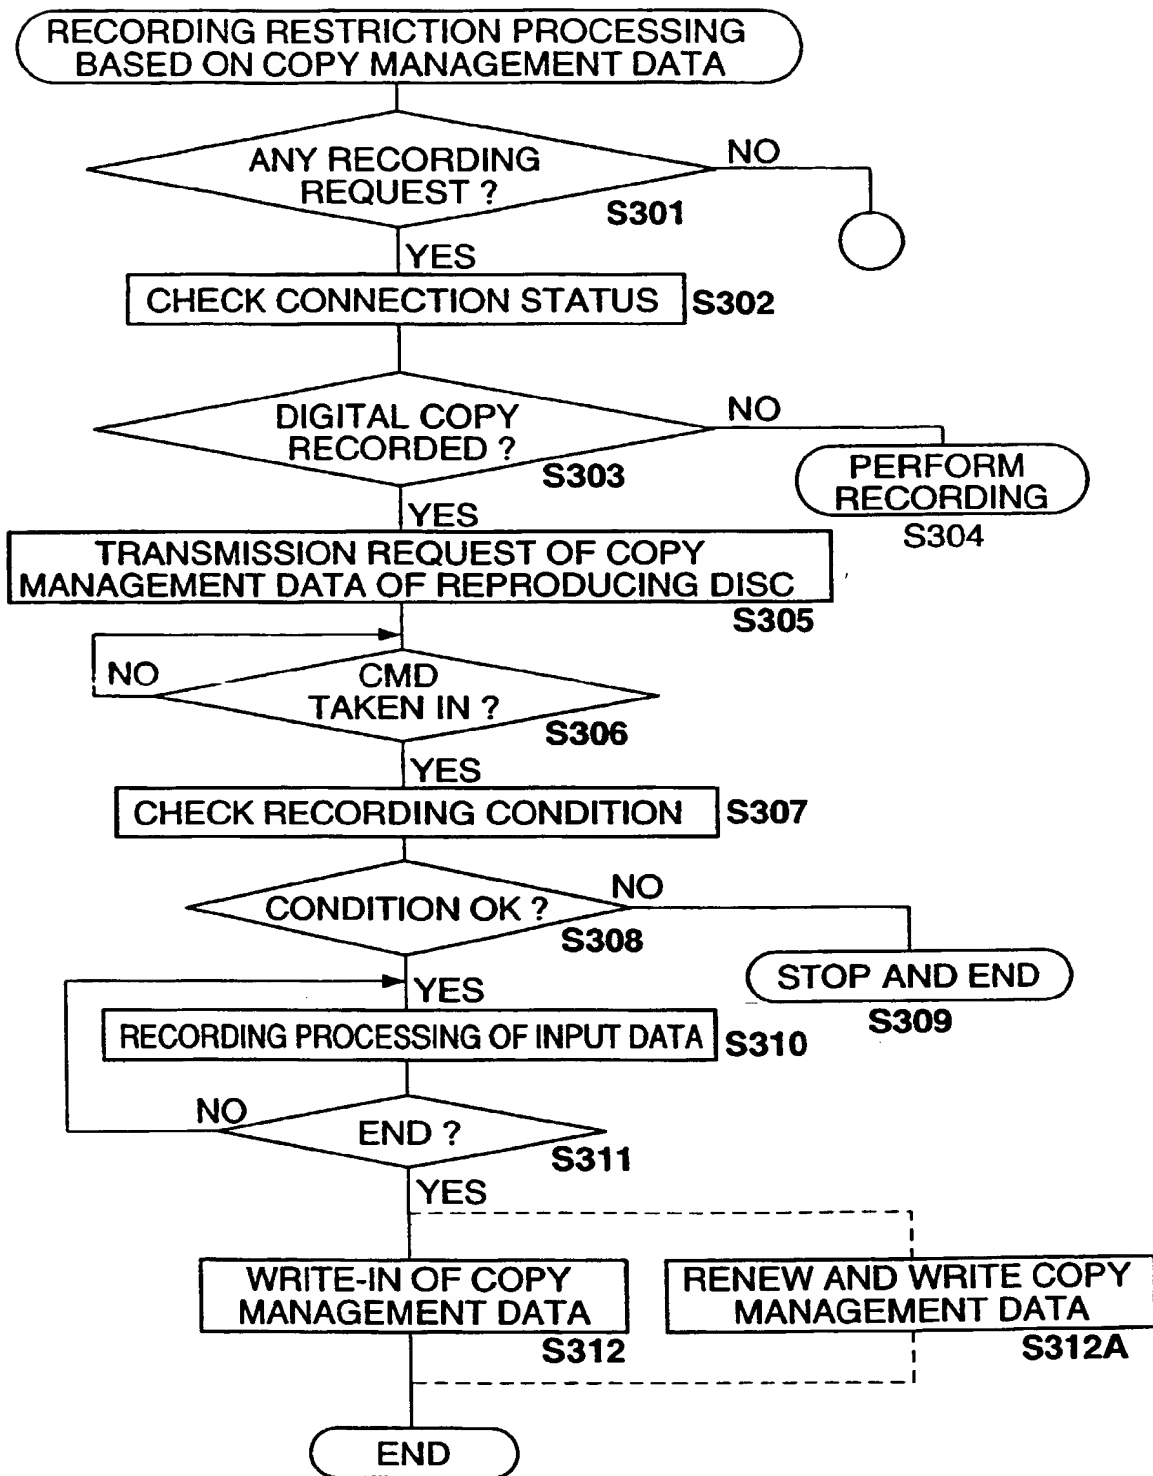 RECORDING RESTRICTION PROCESSING
BASED ON COPY MANAGEMENT DATA
ANY RECORDING
REQUEST ?
S301
NO
YES
CHECK CONNECTION STATUS
S302
DIGITAL COPY
RECORDED ?
S303
NO
PERFORM
RECORDING
S304
YES
TRANSMISSION REQUEST OF COPY
MANAGEMENT DATA OF REPRODUCING DISC
S305
NO
CMD
TAKEN IN ?
S306
YES
CHECK RECORDING CONDITION
S307
CONDITION OK ?
S308
NO
STOP AND END
S309
YES
RECORDING PROCESSING OF INPUT DATA
S310
NO
END ?
S311
YES
WRITE-IN OF COPY
MANAGEMENT DATA
S312
RENEW AND WRITE COPY
MANAGEMENT DATA
S312A
END